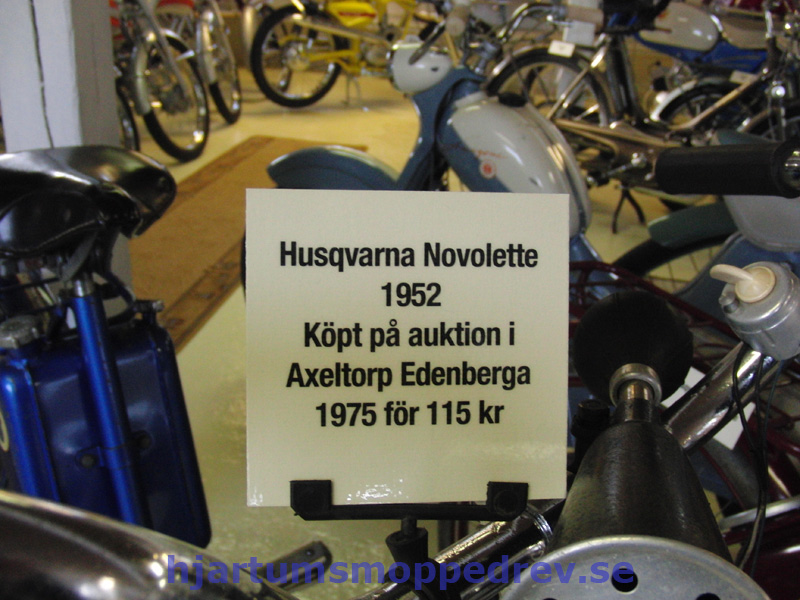 Husqvarna Novolette
1952
Köpt på auktion i
Axeltorp Edenberga
1975 för 115 kr
hjartumsmoppedrev.se